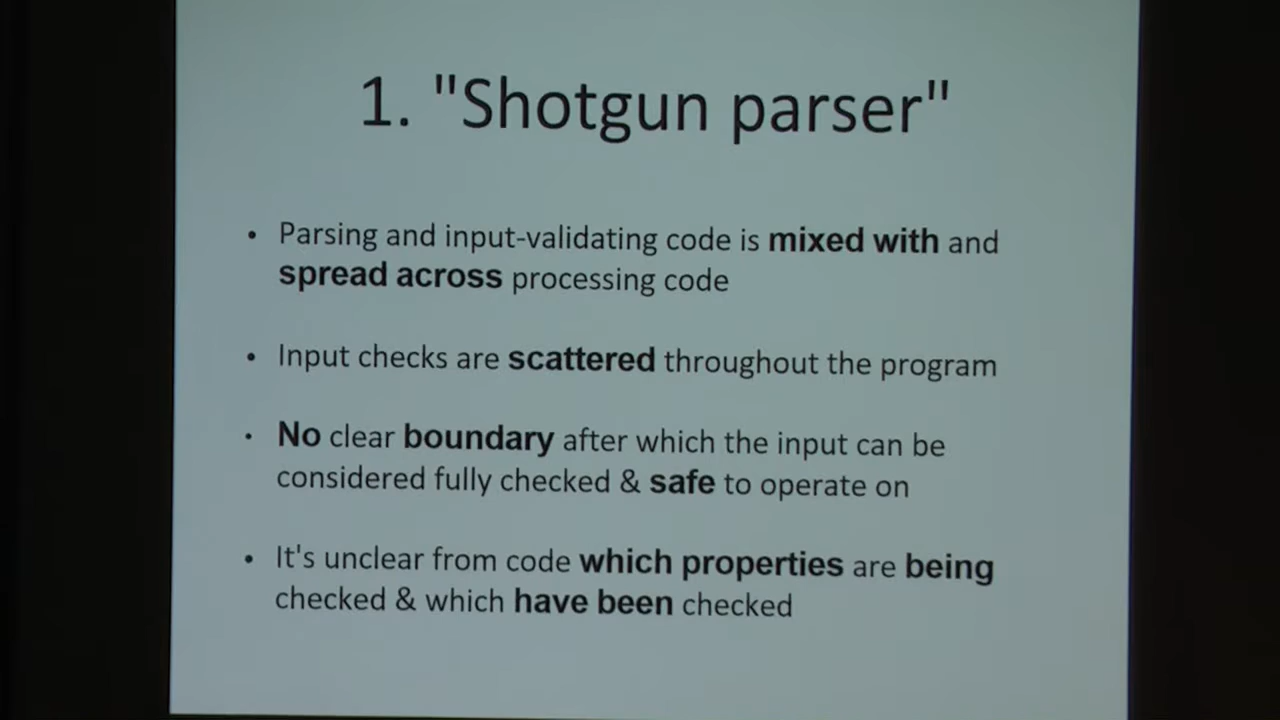 1. "Shotgun parser"
• Parsing and input-validating code is mixed with and
spread across processing code
• Input checks are scattered throughout the program
• No clear boundary after which the input can be
considered fully checked & safe to operate on
• It's unclear from code which properties are being
checked & which have been checked